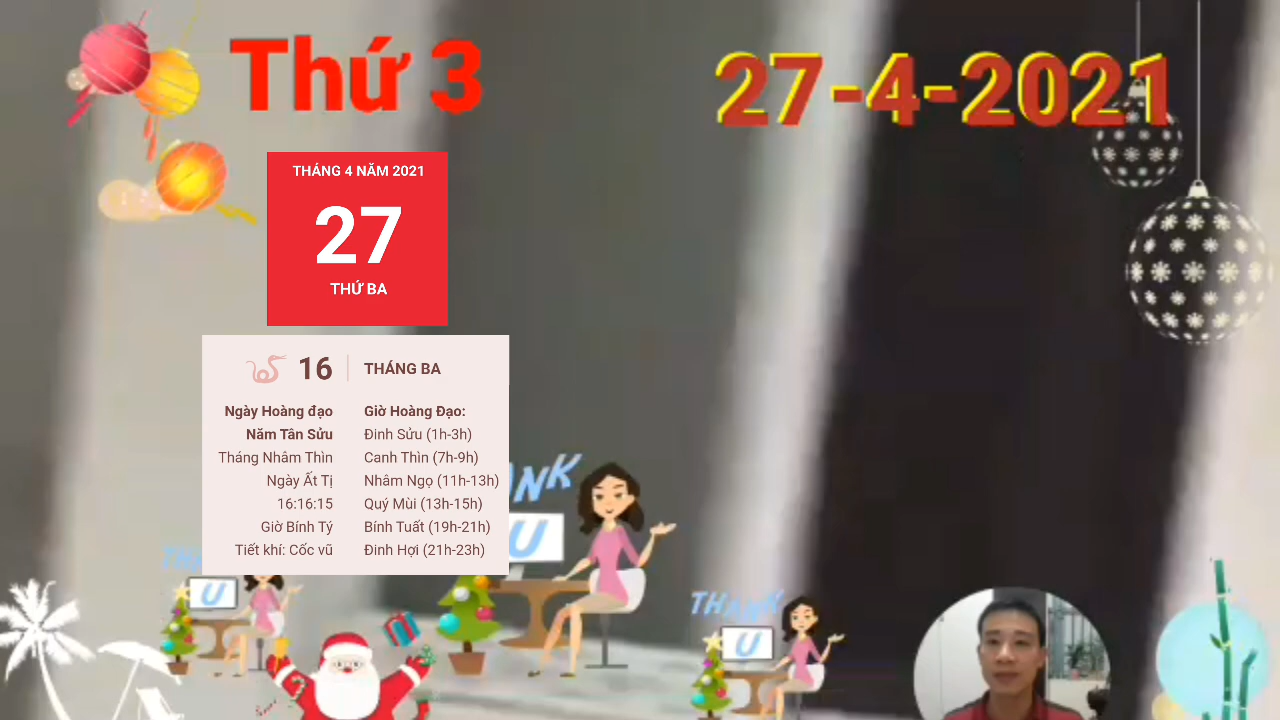 Thứ 3
27-4-2021
THÁNG 4 NĂM 2021
27
THỨ BA
16
THÁNG BA
Ngày Hoàng đạo
Năm Tân Sửu
Tháng Nhâm Thìn
Ngày Ất Tị
16:16:15
Giờ Bính Tý
Tiết khí: Cốc vũ
Giờ Hoàng Đạo:
Đinh Sửu (1h-3h)
Canh Thìn (7h-9h)
Nhâm Ngọ (11h-13h)
Quý Mùi (13h-15h)
Bính Tuất (19h-21h)
Đinh Hợi (21h-23h)
ANK
U
THA
U
THANK
U